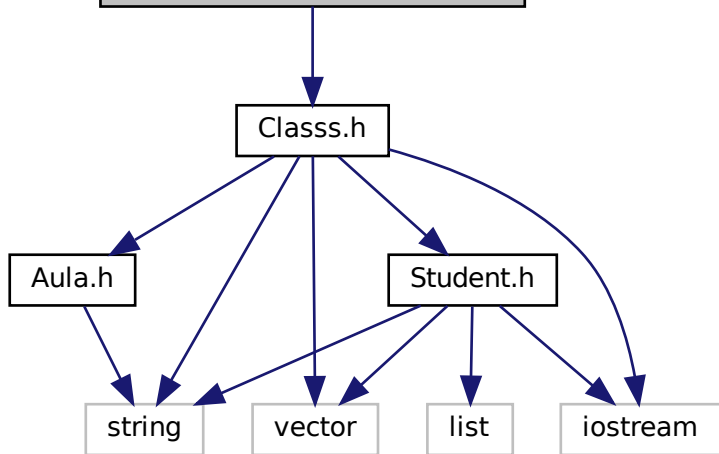 Classs.h
Aula.h
Student.h
string
vector
list
iostream